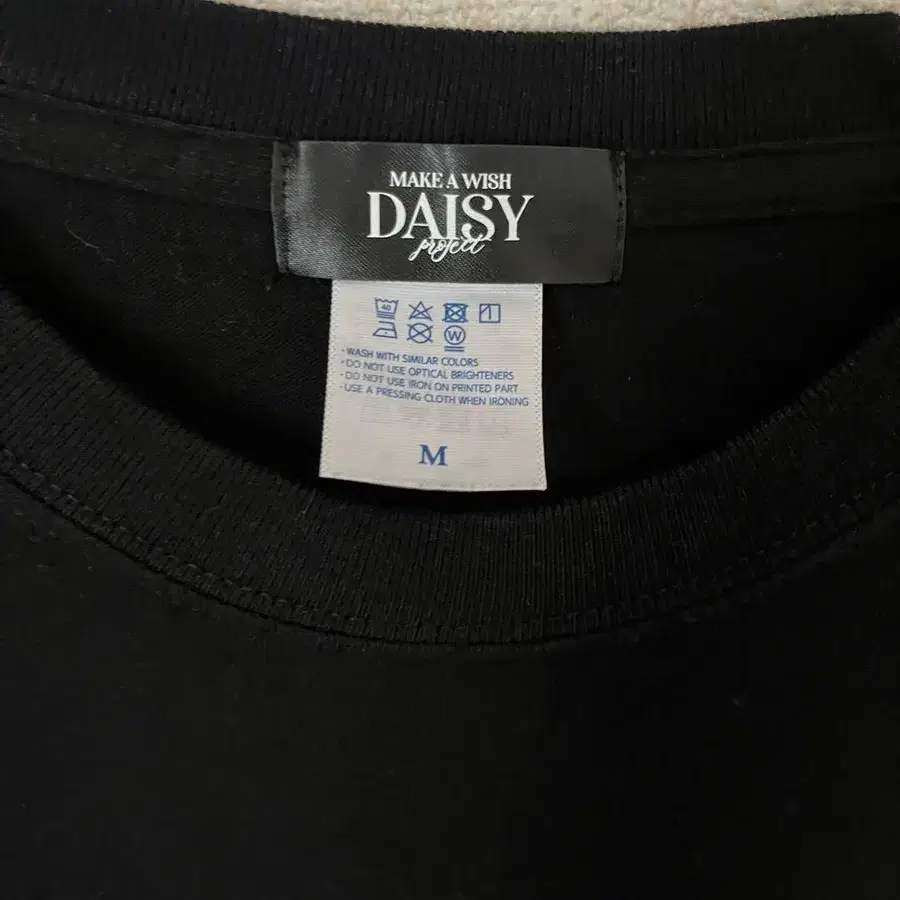 MAKE A WISH
DAISY
project
40
W
· WASH WITH SIMILAR COLORS
· DO NOT USE OPTICAL BRIGHTENERS
· DO NOT USE IRON ON PRINTED PART
· USE A PRESSING CLOTH WHEN IRONING
M